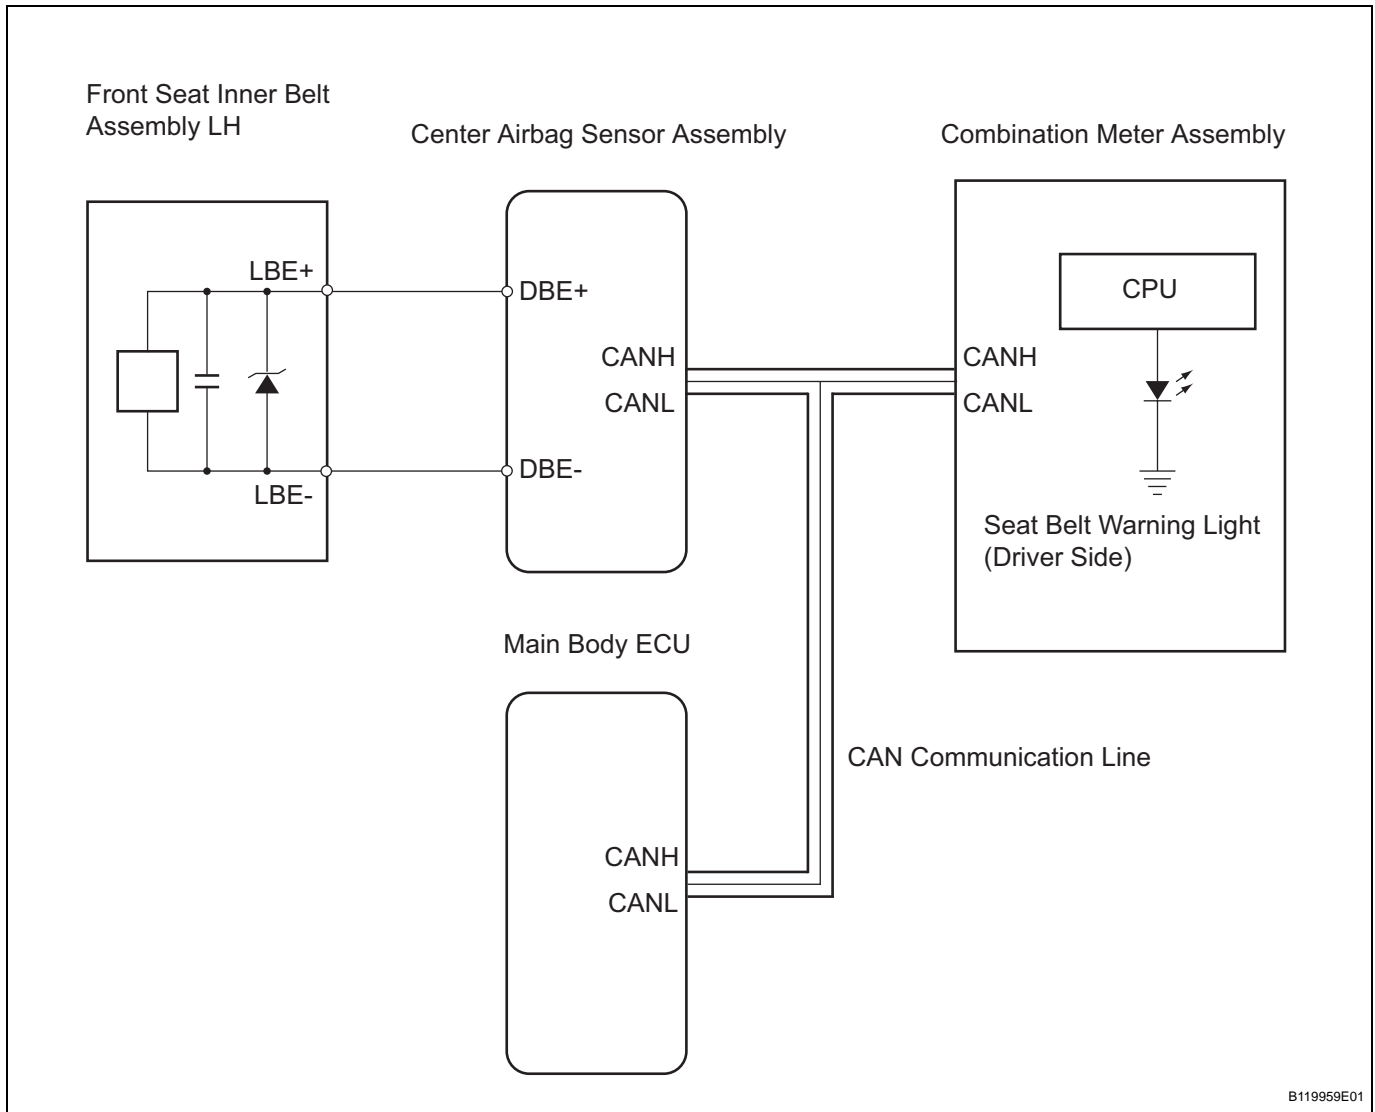 Front Seat Inner Belt
Assembly LH
Center Airbag Sensor Assembly
Combination Meter Assembly
LBE+
DBE+
CPU
CANH
CANL
CANH
CANL
LBE-
DBE-
Seat Belt Warning Light
(Driver Side)
Main Body ECU
CAN Communication Line
CANH
CANL
B119959E01